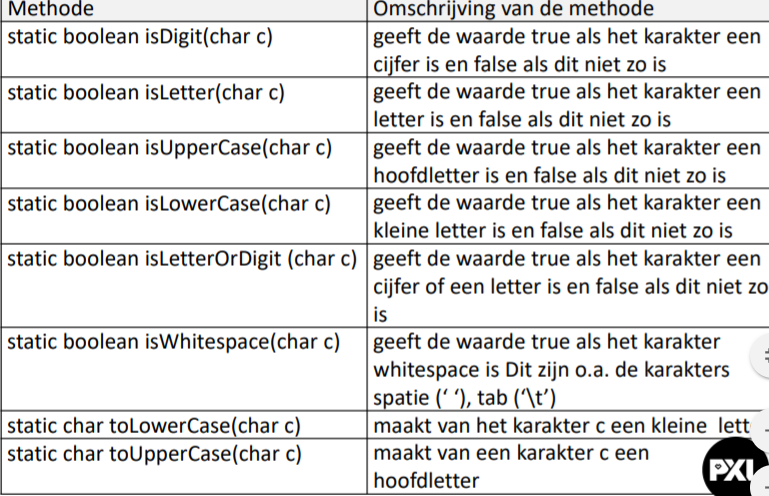 Methode
Omschrijving van de methode
static boolean isDigit(char c)
geeft de waarde true als het karakter een
cijfer is en false als dit niet zo is
static boolean isLetter(char c)
geeft de waarde true als het karakter een
letter is en false als dit niet zo is
static boolean isUpperCase(char c)
geeft de waarde true als het karakter een
hoofdletter is en false als dit niet zo is
static boolean isLowerCase(char c)
geeft de waarde true als het karakter een
kleine letter is en false als dit niet zo is
static boolean isLetterOrDigit (char c)
geeft de waarde true als het karakter een
cijfer of een letter is en false als dit niet zo
is
static boolean isWhitespace(char c)
geeft de waarde true als het karakter
whitespace is Dit zijn o.a. de karakters
spatie (‘ ‘), tab (‘\t’)
static char toLowerCase(char c)
maakt van het karakter c een kleine lett
static char toUpperCase(char c)
maakt van een karakter c een
hoofdletter
PXL